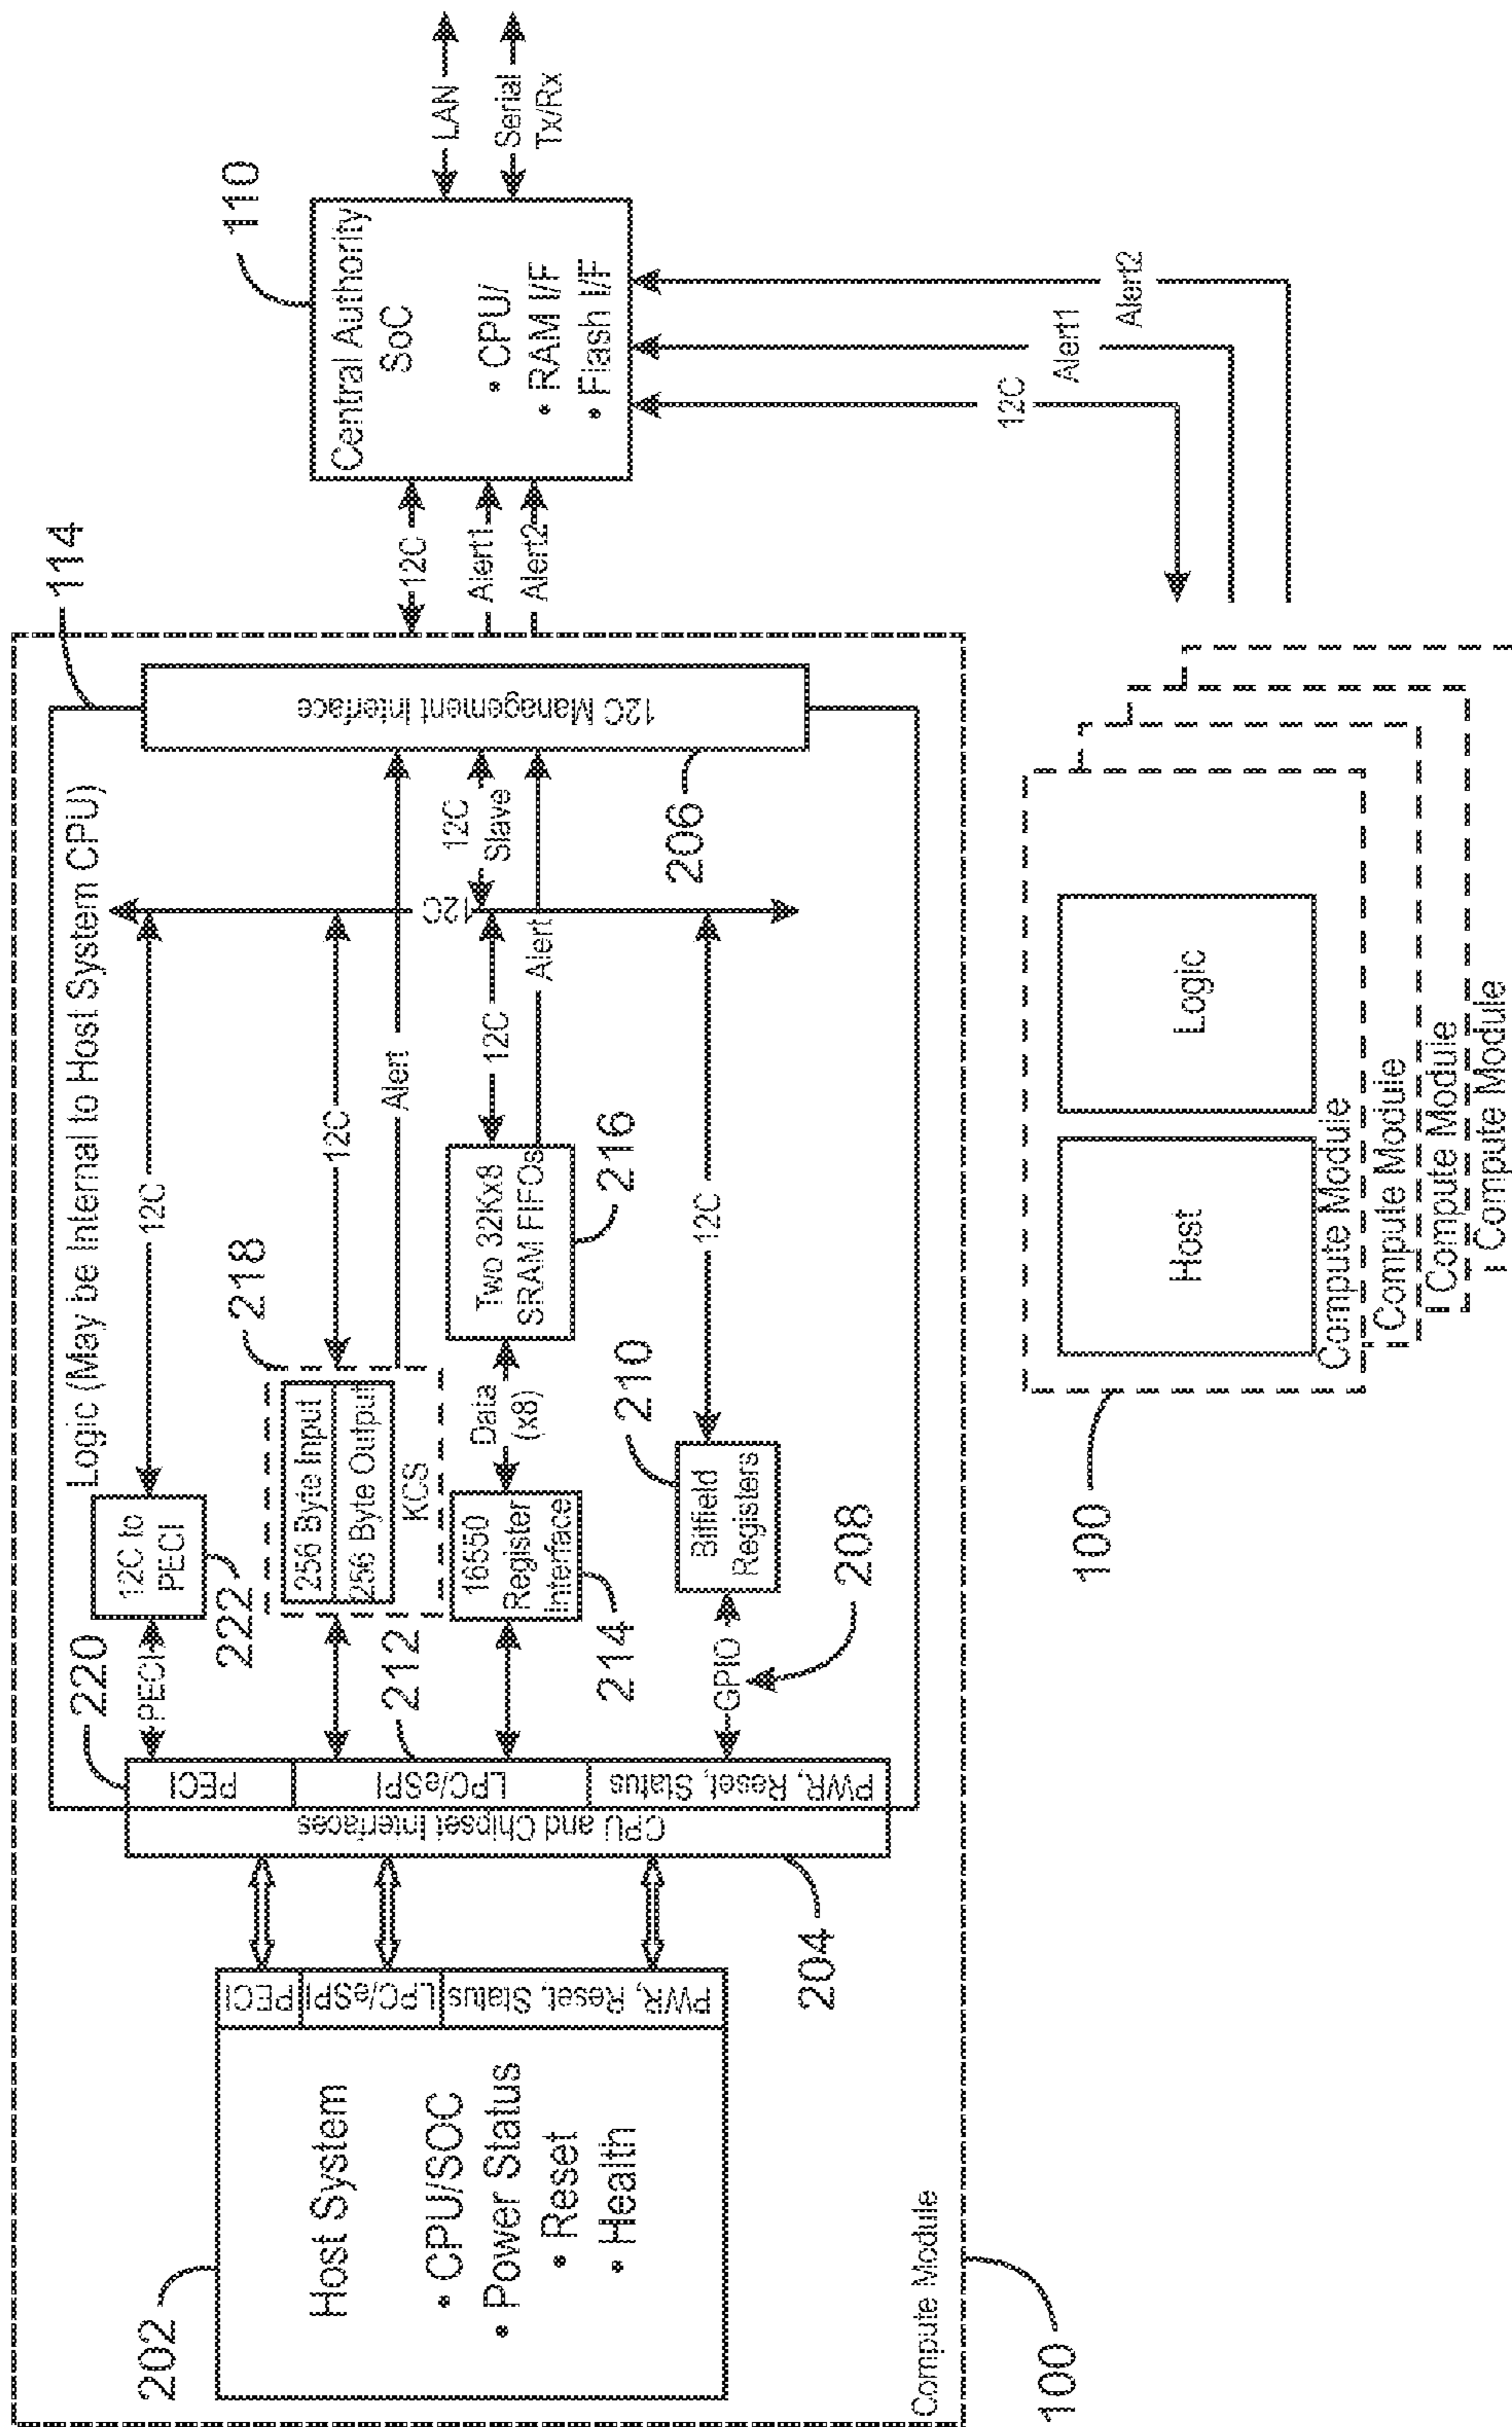 202
Host System
• CPU/SOC
• Power Status
• Reset
• Health
PECI
LPC/eSPI
PWR, Reset, Status
204
Compute Module
100
114
Logic (May be Internal to Host System CPU)
220
CPU and Chipset Interfaces
PECI
LPC/eSPI
PWR, Reset, Status
PECI
12C to
PECI
222
12C
218
256 Byte Input
256 Byte Output
KCS
212
12C
Alert
16550
Register
Interface
214
Data
(x8)
Two 32Kx8
SRAM FIFOs
216
12C
Alert
GPIO
208
Bitfield
Registers
210
12C
12C
12C
Slave
12C Management Interface
206
12C
Alert1
Alert2
110
Central Authority
SoC
• CPU/
• RAM I/F
• Flash I/F
LAN
Serial
Tx/Rx
12C
Alert1
Alert2
100
Host
Logic
Compute Module
Compute Module
Compute Module
Compute Module